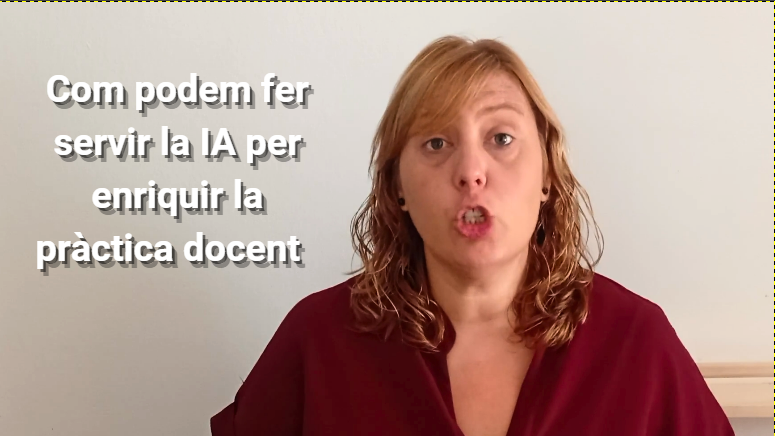 Com podem fer
servir la IA per
enriquir la
pràctica docent